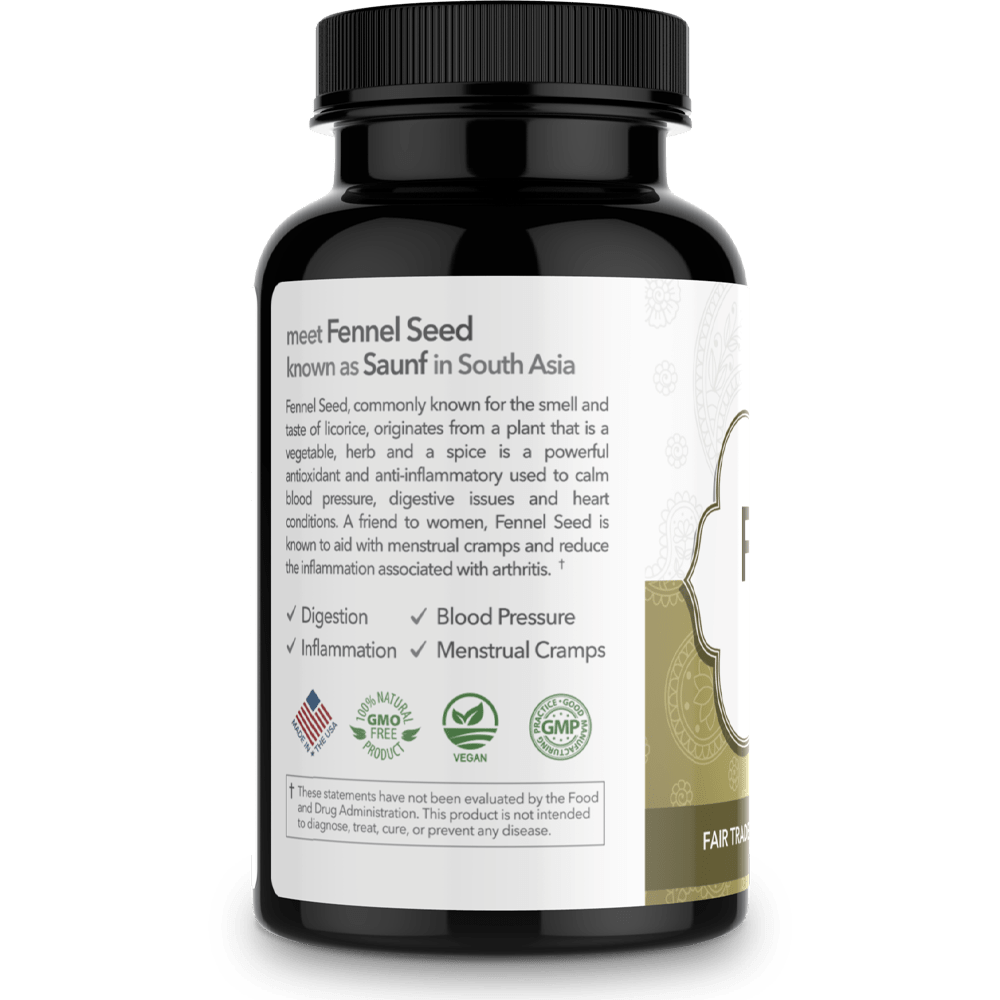 meet Fennel Seed
known as Saunf in South Asia
Fennel Seed, commonly known for the smell and
taste of licorice, originates from a plant that is a
vegetable, herb and a spice is a powerful
antioxidant and anti-inflammatory used to calm
blood pressure, digestive issues and heart
conditions. A friend to women, Fennel Seed is
known to aid with menstrual cramps and reduce
the inflammation associated with arthritis. †
✓ Digestion ✓ Blood Pressure
✓ Inflammation ✓ Menstrual Cramps
MADE IN THE USA
100% NATURAL
GMO
FREE
PRODUCT
VEGAN
PRACTICE • GOOD MANUFACTURING
GMP
† These statements have not been evaluated by the Food
and Drug Administration. This product is not intended
to diagnose, treat, cure, or prevent any disease.
FAIR TRADE